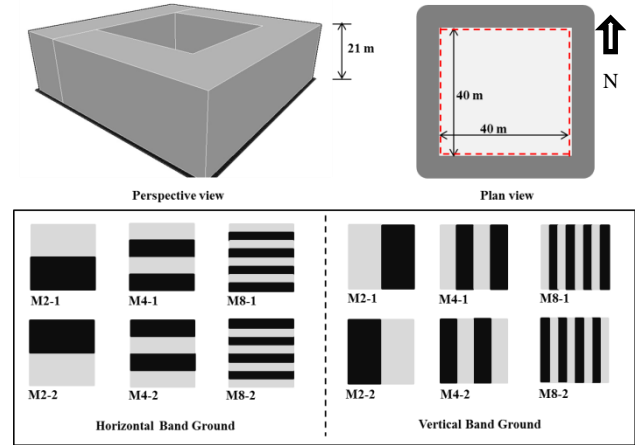 21 m
40 m
40 m
N
Perspective view
Plan view
M2-1
M4-1
M8-1
M2-2
M4-2
M8-2
Horizontal Band Ground
M2-1
M4-1
M8-1
M2-2
M4-2
M8-2
Vertical Band Ground